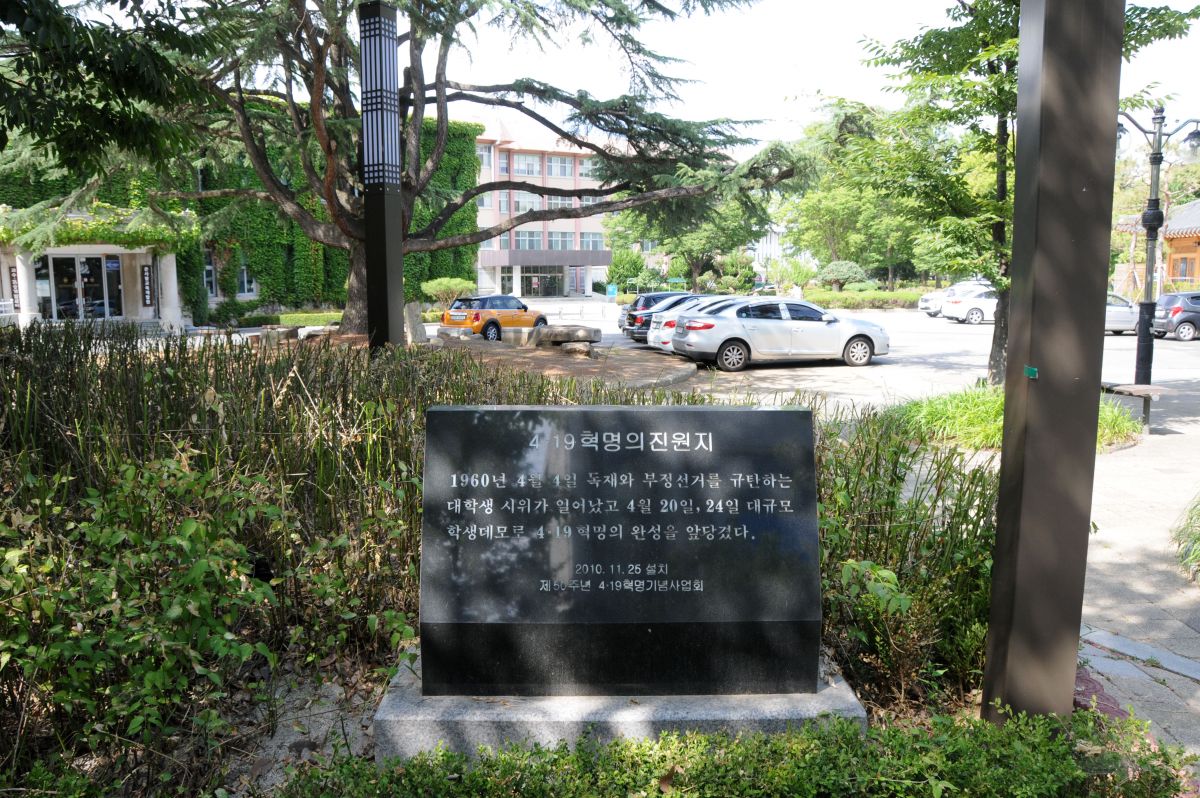 4·19혁명의진원지
1960년 4월 4일 독재와 부정선거를 규탄하는
대학생 시위가 일어났고 4월 20일, 24일 대규모
학생데모로 4·19혁명의 완성을 앞당겼다.
2010. 11. 25 설치
제50주년 4·19혁명기념사업회